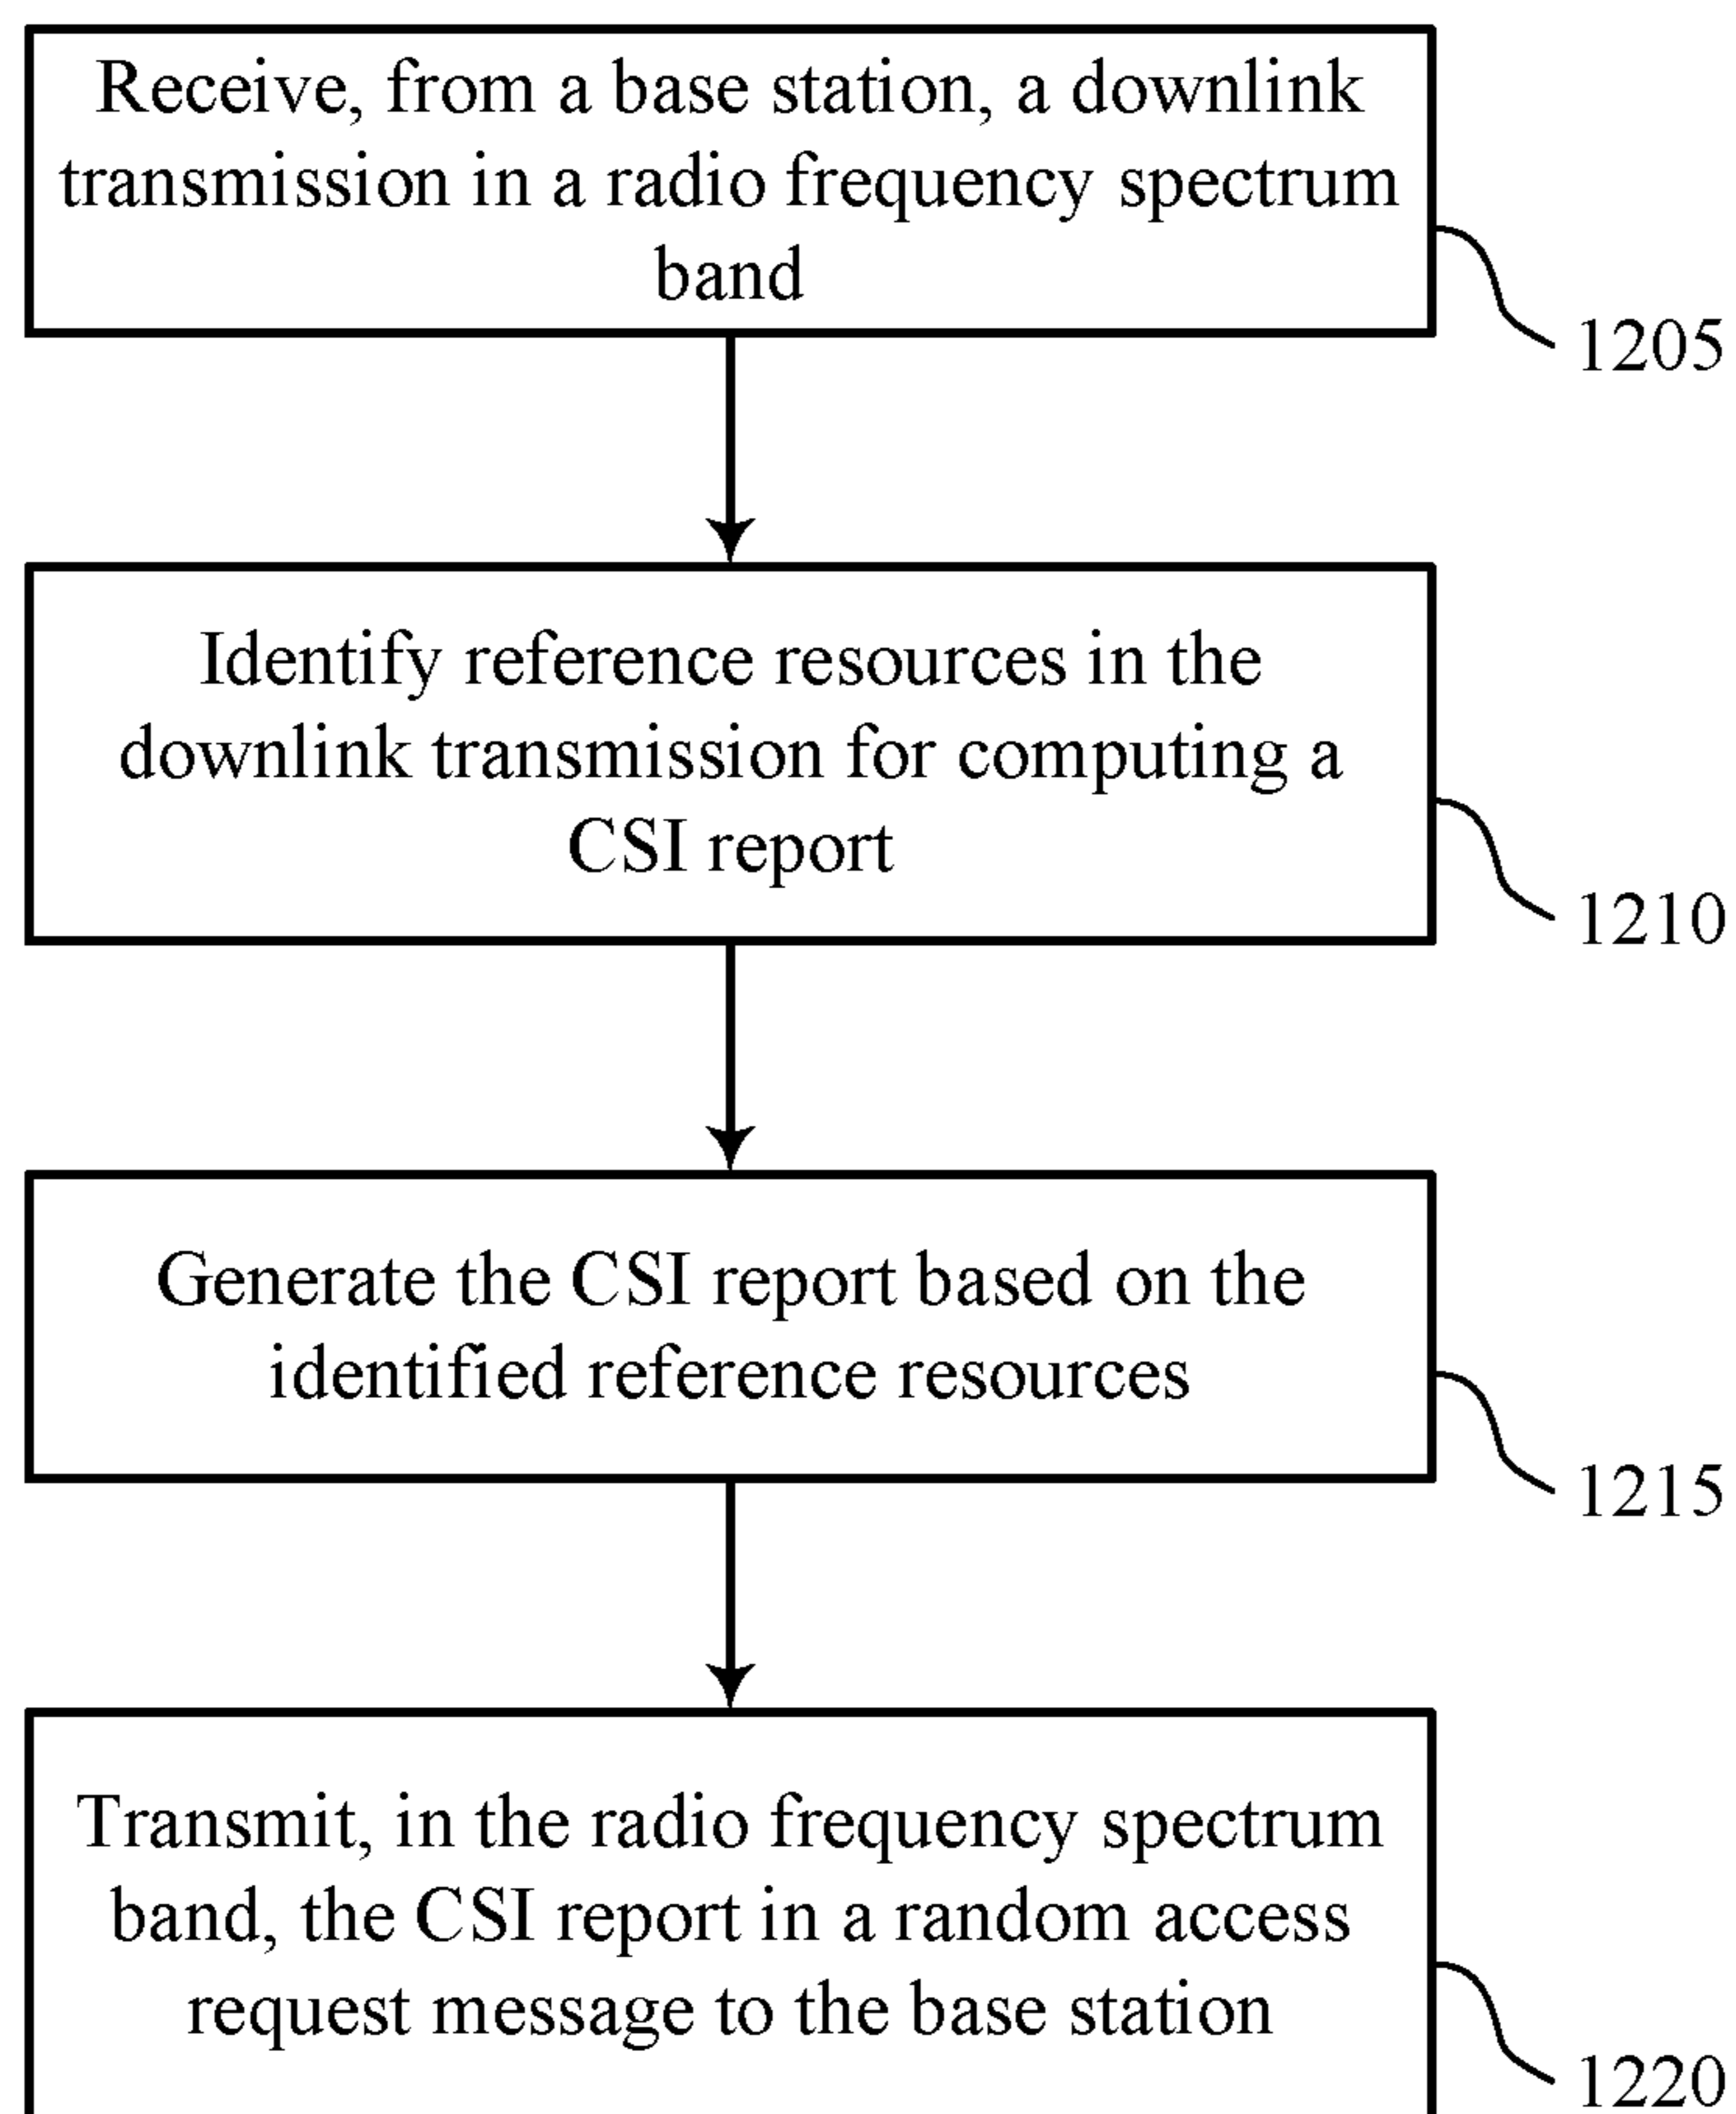 Receive, from a base station, a downlink
transmission in a radio frequency spectrum
band
1205
Identify reference resources in the
downlink transmission for computing a
CSI report
1210
Generate the CSI report based on the
identified reference resources
1215
Transmit, in the radio frequency spectrum
band, the CSI report in a random access
request message to the base station
1220